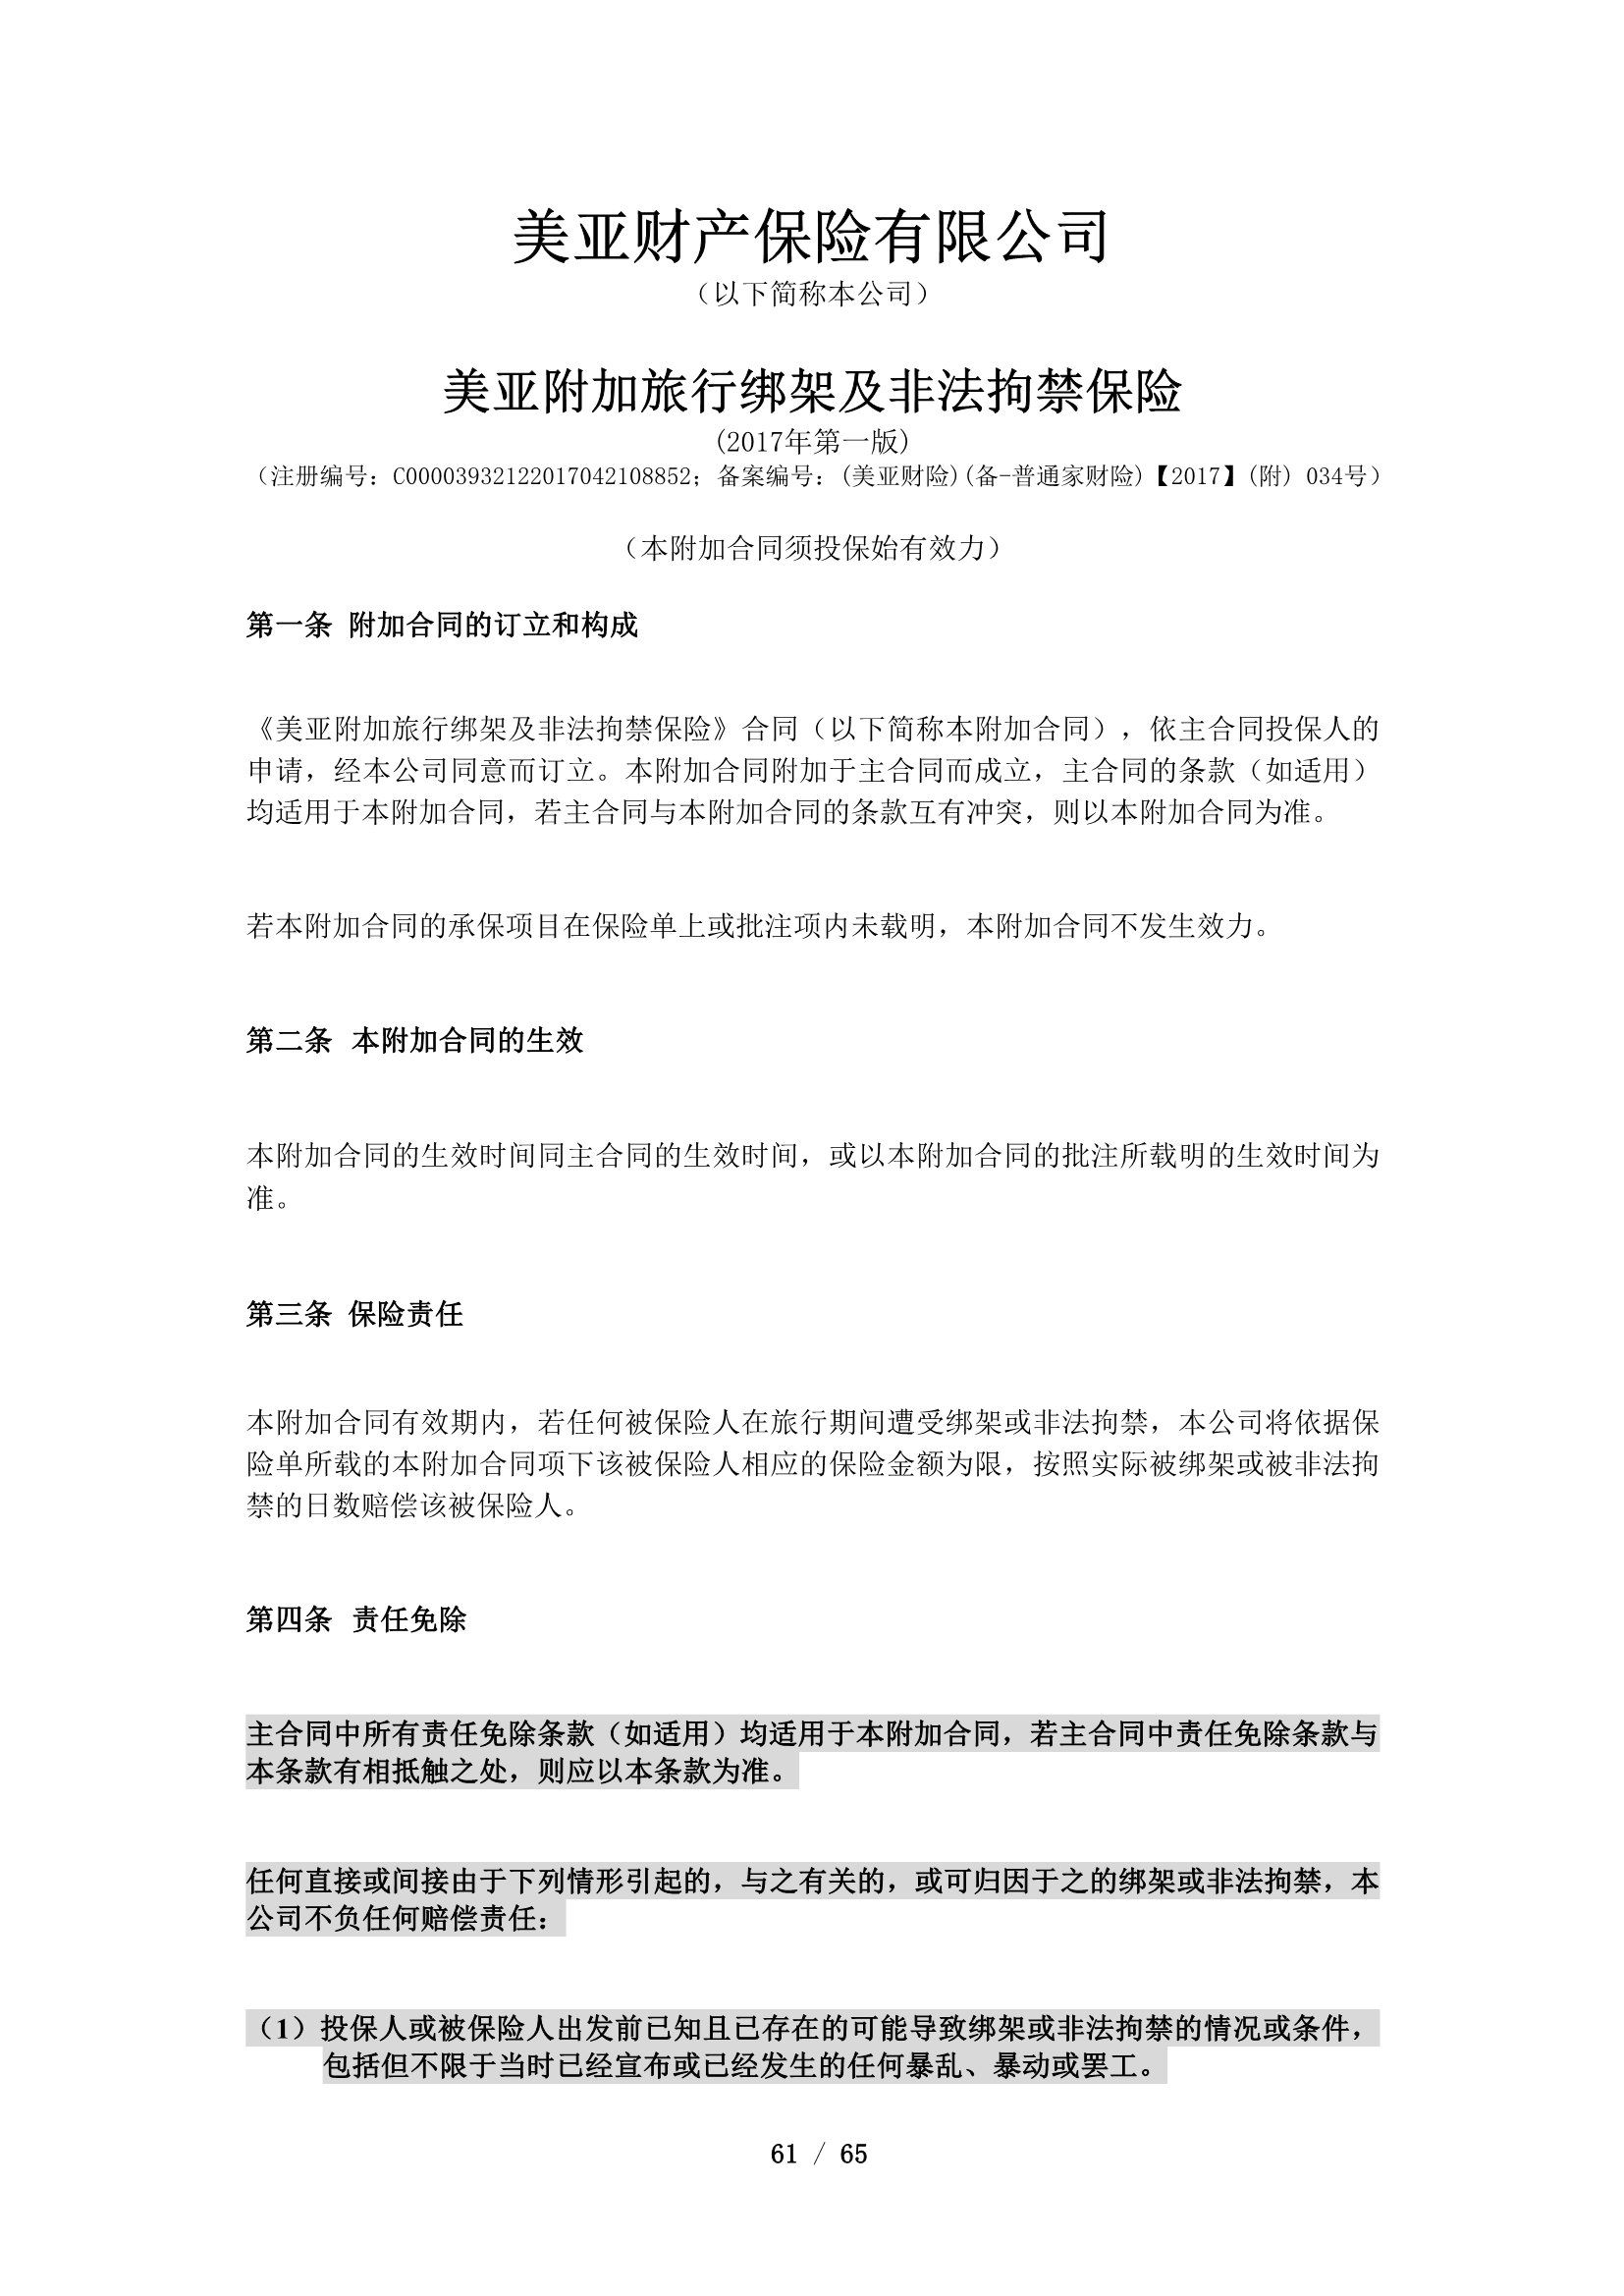 美亚财产保险有限公司
（以下简称本公司）
美亚附加旅行绑架及非法拘禁保险
(2017年第一版)
（注册编号：C00003932122017042108852；备案编号：(美亚财险)(备-普通家财险)【2017】(附) 034号）
（本附加合同须投保始有效力）
第一条 附加合同的订立和构成
《美亚附加旅行绑架及非法拘禁保险》合同（以下简称本附加合同），依主合同投保人的
申请，经本公司同意而订立。本附加合同附加于主合同而成立，主合同的条款（如适用）
均适用于本附加合同，若主合同与本附加合同的条款互有冲突，则以本附加合同为准。
若本附加合同的承保项目在保险单上或批注项内未载明，本附加合同不发生效力。
第二条 本附加合同的生效
本附加合同的生效时间同主合同的生效时间，或以本附加合同的批注所载明的生效时间为
准。
第三条 保险责任
本附加合同有效期内，若任何被保险人在旅行期间遭受绑架或非法拘禁，本公司将依据保
险单所载的本附加合同项下该被保险人相应的保险金额为限，按照实际被绑架或被非法拘
禁的日数赔偿该被保险人。
第四条 责任免除
主合同中所有责任免除条款（如适用）均适用于本附加合同，若主合同中责任免除条款与
本条款有相抵触之处，则应以本条款为准。
任何直接或间接由于下列情形引起的，与之有关的，或可归因于之的绑架或非法拘禁，本
公司不负任何赔偿责任：
（1）投保人或被保险人出发前已知且已存在的可能导致绑架或非法拘禁的情况或条件，
包括但不限于当时已经宣布或已经发生的任何暴乱、暴动或罢工。
61 / 65